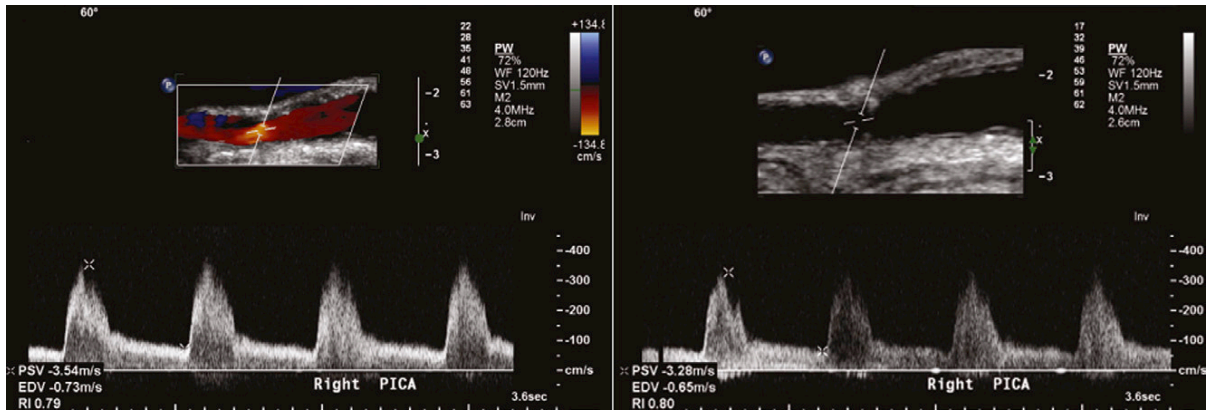 60°
22
28
35
41
48
56
61
63
PW
72%
WF 120Hz
SV1.5mm
M2
4.0MHz
2.8cm
+134.8
-134.8
cm/s
-2
x
-3
Inv
-400
-300
-200
-100
cm/s
PSV -3.54m/s
EDV -0.73m/s
RI 0.79
Right PICA
3.6sec
60°
17
32
39
46
53
59
61
62
PW
72%
WF 120Hz
SV1.5mm
M2
4.0MHz
2.6cm
-2
x
-3
Inv
-400
-300
-200
-100
cm/s
PSV -3.28m/s
EDV -0.65m/s
RI 0.80
Right PICA
3.6sec